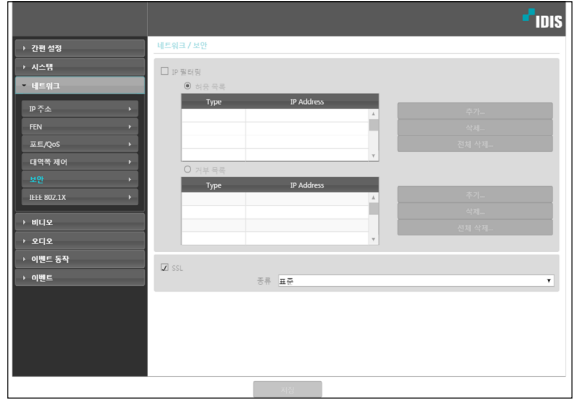 IDIS
간편 설정
시스템
네트워크
IP 주소
FEN
포트/QoS
대역폭 제어
보안
IEEE 802.1X
비디오
오디오
이벤트 동작
이벤트
네트워크 / 보안
IP 필터링
허용 목록
Type IP Address
추가...
삭제...
전체 삭제...
거부 목록
Type IP Address
추가...
삭제...
전체 삭제...
SSL
종류 표준
저장